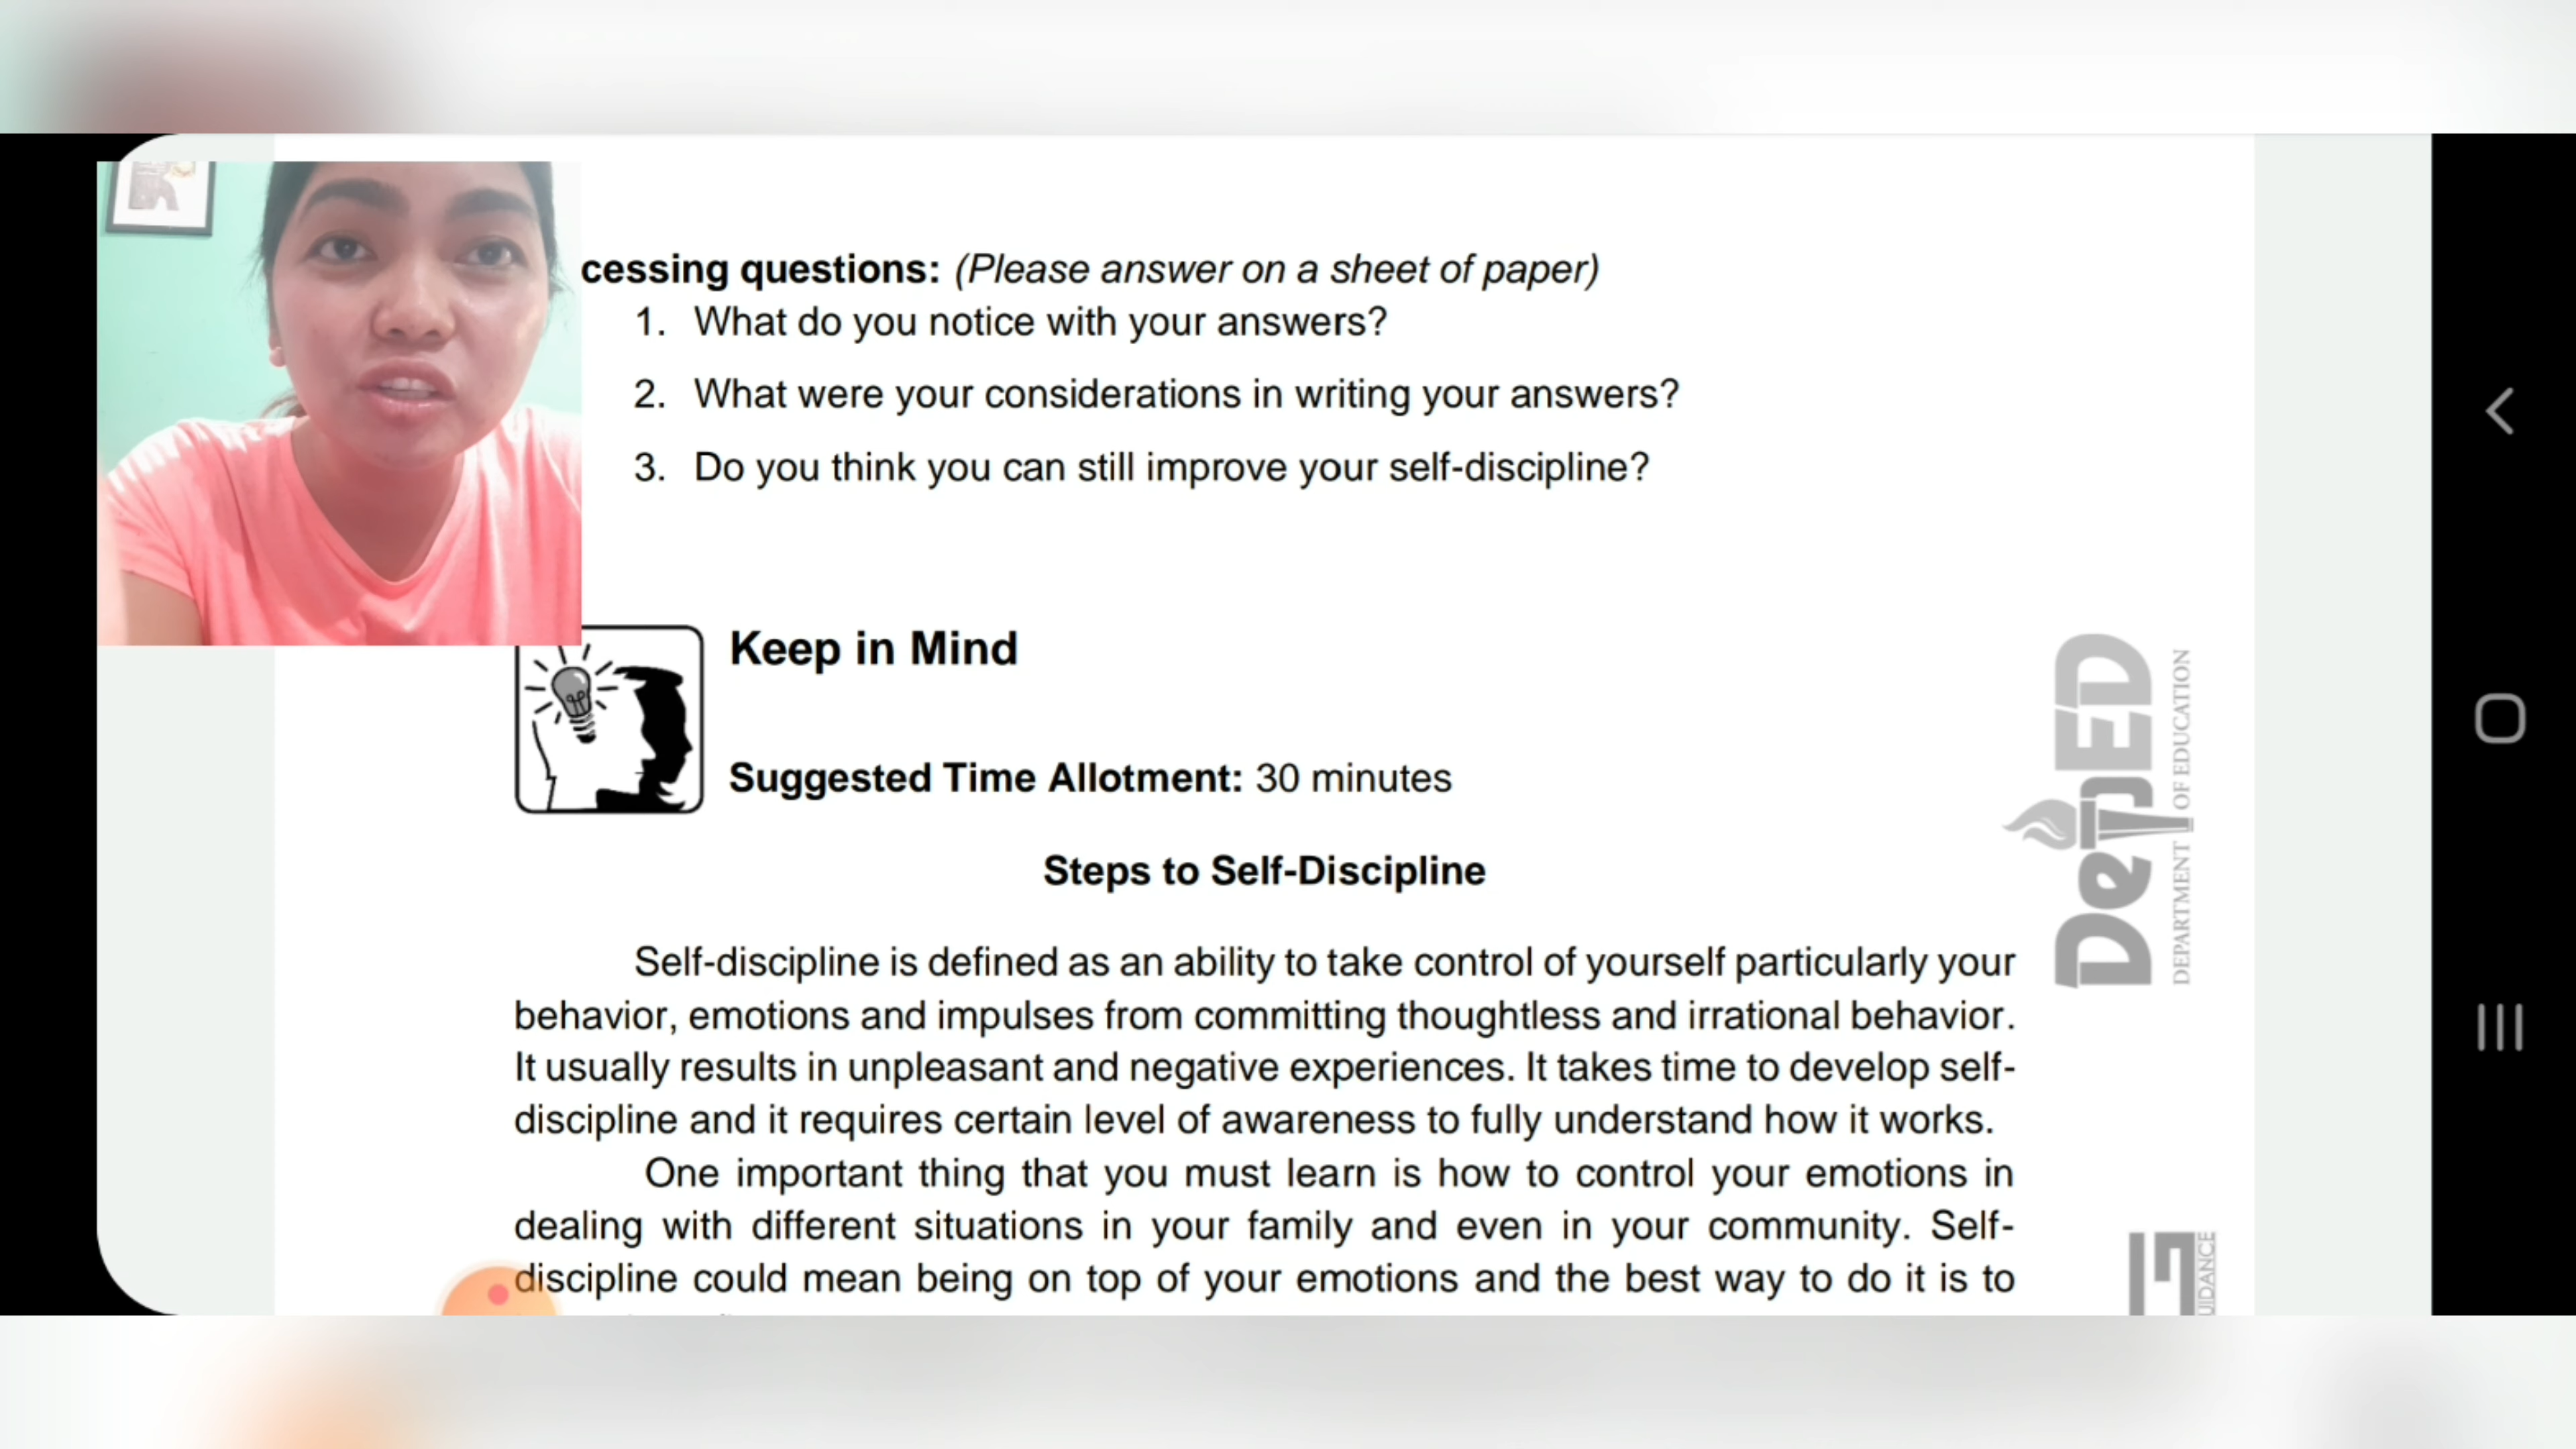 cessing questions: (Please answer on a sheet of paper)
1. What do you notice with your answers?
2. What were your considerations in writing your answers?
3. Do you think you can still improve your self-discipline?
Keep in Mind
Suggested Time Allotment: 30 minutes
Steps to Self-Discipline
Self-discipline is defined as an ability to take control of yourself particularly your
behavior, emotions and impulses from committing thoughtless and irrational behavior.
It usually results in unpleasant and negative experiences. It takes time to develop self-
discipline and it requires certain level of awareness to fully understand how it works.
One important thing that you must learn is how to control your emotions in
dealing with different situations in your family and even in your community. Self-
discipline could mean being on top of your emotions and the best way to do it is to
DepED
DEPARTMENT OF EDUCATION